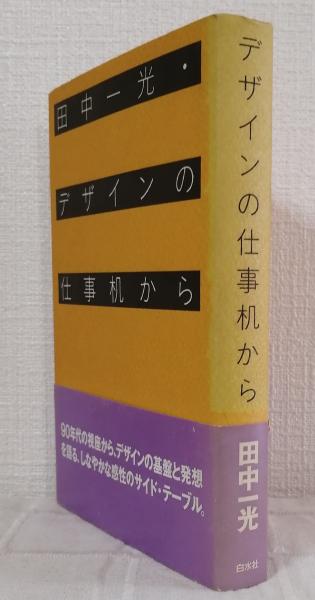 田中一光・
デザインの
仕事机から
90年代の視座から、デザインの基盤と発想
を語る、しなやかな感性のサイド・テーブル。
デザインの仕事机から
田中一光
白水社